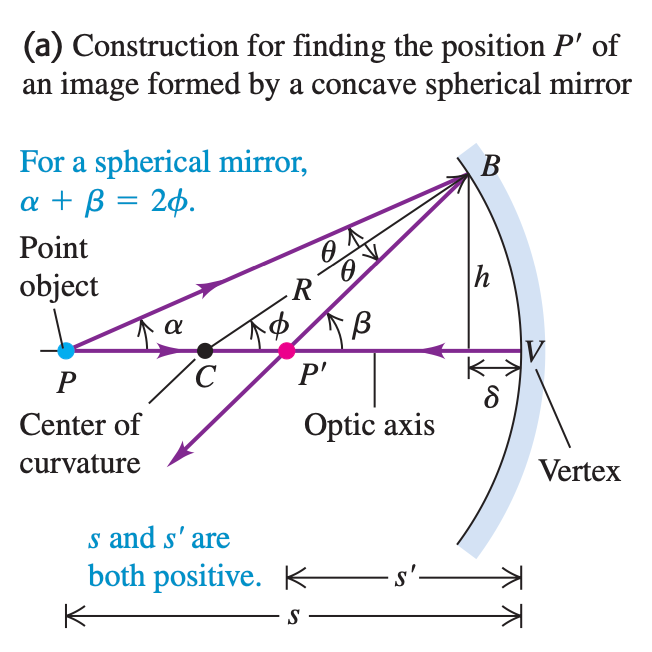 (a) Construction for finding the position P′ of
an image formed by a concave spherical mirror
For a spherical mirror,
α + β = 2ϕ.
Point
object
B
θ
θ
h
R
α
ϕ
β
V
P
C
P′
δ
Center of
curvature
Optic axis
Vertex
s and s′ are
both positive.
s′
s